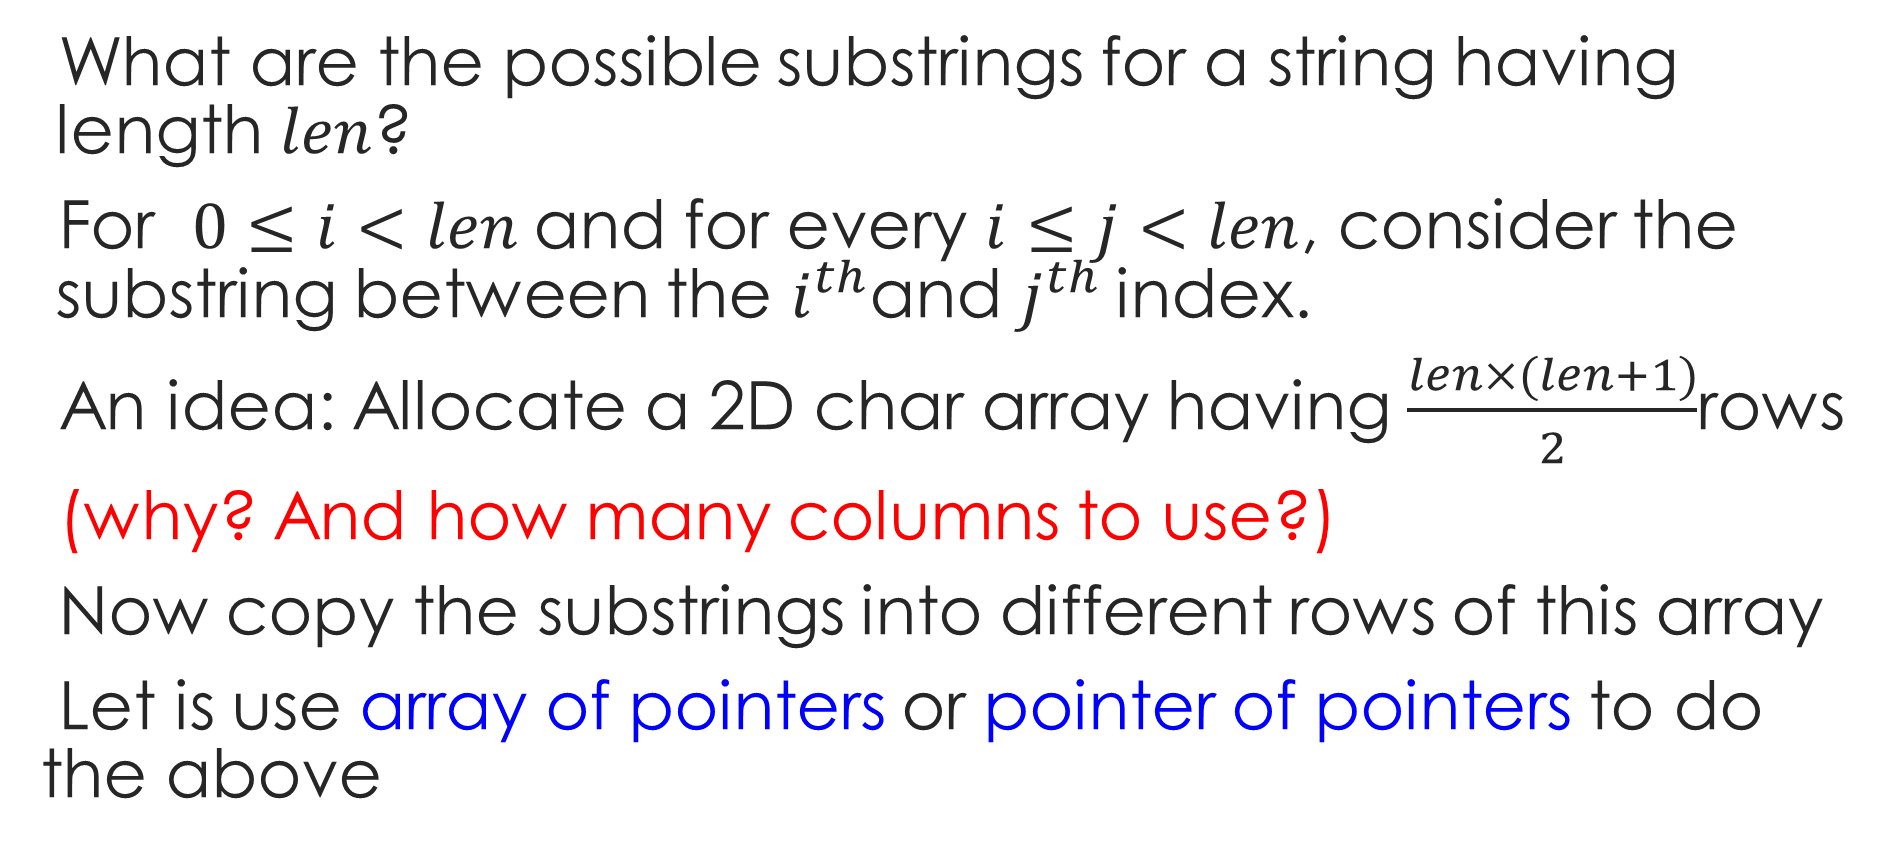 What are the possible substrings for a string having
length len?
For 0 ≤ i < len and for every i ≤ j < len, consider the
substring between the i^th and j^th index.
An idea: Allocate a 2D char array having len×(len+1)/2 rows
(why? And how many columns to use?)
Now copy the substrings into different rows of this array
Let is use array of pointers or pointer of pointers to do
the above